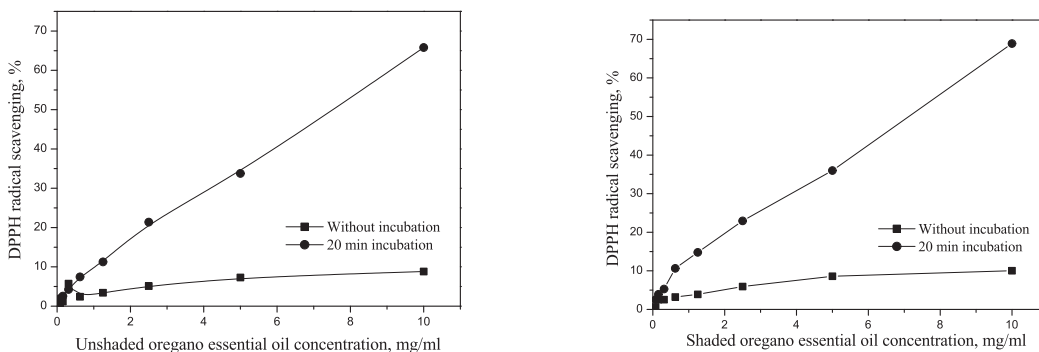 DPPH radical scavenging, %
70
60
50
40
30
20
10
0
Without incubation
20 min incubation
0 2 4 6 8 10
Unshaded oregano essential oil concentration, mg/ml
DPPH radical scavenging, %
70
60
50
40
30
20
10
0
Without incubation
20 min incubation
0 2 4 6 8 10
Shaded oregano essential oil concentration, mg/ml